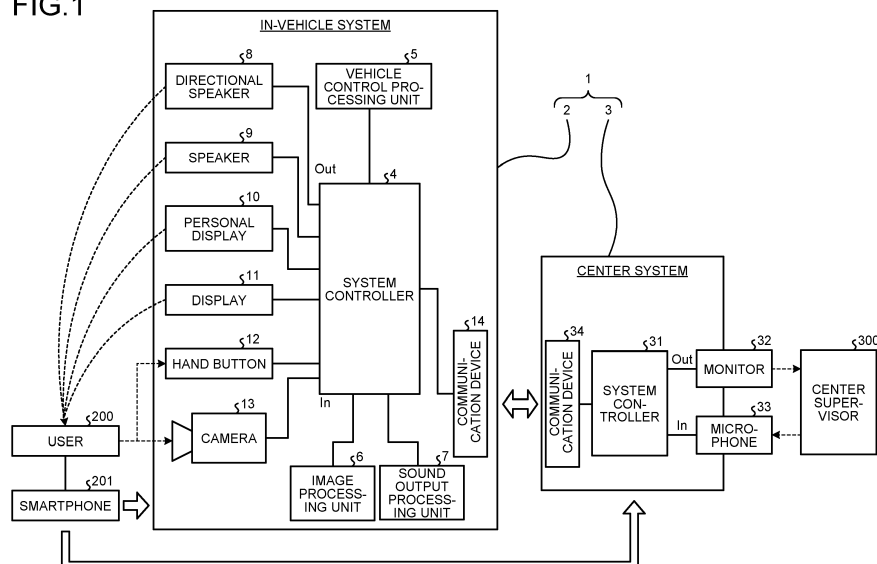 FIG.1
IN-VEHICLE SYSTEM
8
DIRECTIONAL
SPEAKER
5
VEHICLE
CONTROL PRO-
CESSING UNIT
1
2
3
9
SPEAKER
Out
4
SYSTEM
CONTROLLER
10
PERSONAL
DISPLAY
11
DISPLAY
12
HAND BUTTON
In
13
CAMERA
14
COMMUNI-
CATION DEVICE
6
IMAGE
PROCESS-
ING UNIT
7
SOUND
OUTPUT
PROCESS-
ING UNIT
200
USER
201
SMARTPHONE
CENTER SYSTEM
34
COMMUNI-
CATION DEVICE
31
SYSTEM
CON-
TROLLER
Out
In
32
MONITOR
33
MICRO-
PHONE
300
CENTER
SUPER-
VISOR